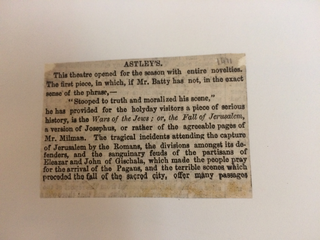 ASTLEY'S.
This theatre opened for the season with entire novelties.
The first piece, in which, if Mr. Batty has not, in the exact
sense of the phrase,—
"Stooped to truth and moralized his scene,"
he has provided for the holyday visitors a piece of serious
history, is the Wars of the Jews; or, the Fall of Jerusalem,
a version of Josephus, or rather of the agreeable pages of
Mr. Milman. The tragical incidents attending the capture
of Jerusalem by the Romans, the divisions amongst its de-
fenders, and the sanguinary feuds of the partisans of
Eleazar and John of Gischala, which made the people pray
for the arrival of the Pagans, and the terrible scenes which
preceded the fall of the sacred city, offer many passages